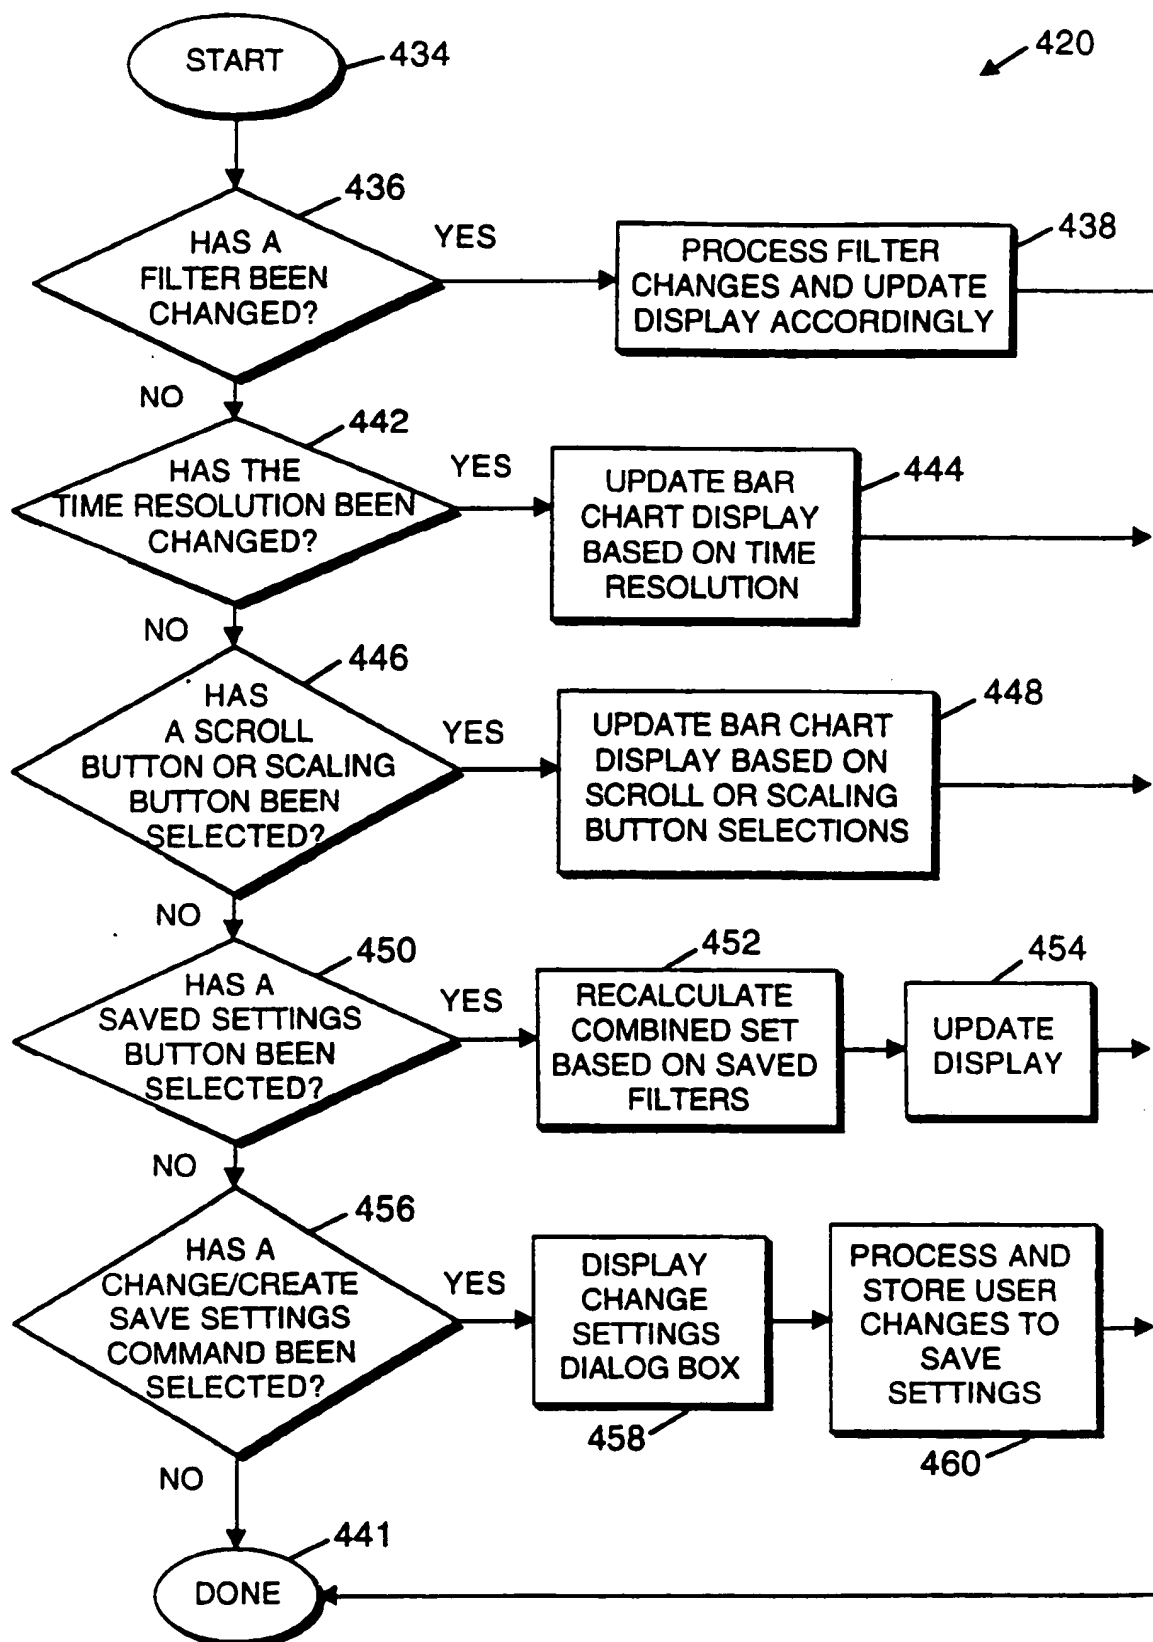 START
434
420
436
HAS A
FILTER BEEN
CHANGED?
YES
PROCESS FILTER
CHANGES AND UPDATE
DISPLAY ACCORDINGLY
438
NO
442
HAS THE
TIME RESOLUTION BEEN
CHANGED?
YES
UPDATE BAR
CHART DISPLAY
BASED ON TIME
RESOLUTION
444
NO
446
HAS
A SCROLL
BUTTON OR SCALING
BUTTON BEEN
SELECTED?
YES
UPDATE BAR CHART
DISPLAY BASED ON
SCROLL OR SCALING
BUTTON SELECTIONS
448
NO
450
HAS A
SAVED SETTINGS
BUTTON BEEN
SELECTED?
YES
452
RECALCULATE
COMBINED SET
BASED ON SAVED
FILTERS
454
UPDATE
DISPLAY
NO
456
HAS A
CHANGE/CREATE
SAVE SETTINGS
COMMAND BEEN
SELECTED?
YES
DISPLAY
CHANGE
SETTINGS
DIALOG BOX
458
PROCESS AND
STORE USER
CHANGES TO
SAVE
SETTINGS
460
NO
441
DONE